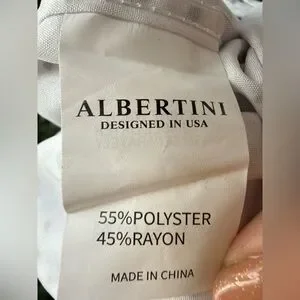 ALBERTINI
DESIGNED IN USA
55%POLYSTER
45%RAYON
MADE IN CHINA